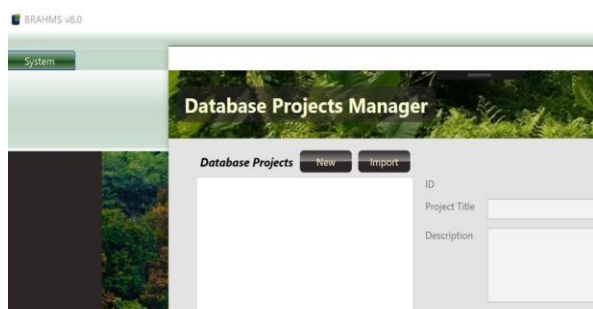 BRAHMS v8.0
System
Database Projects Manager
Database Projects New Import
ID
Project Title
Description